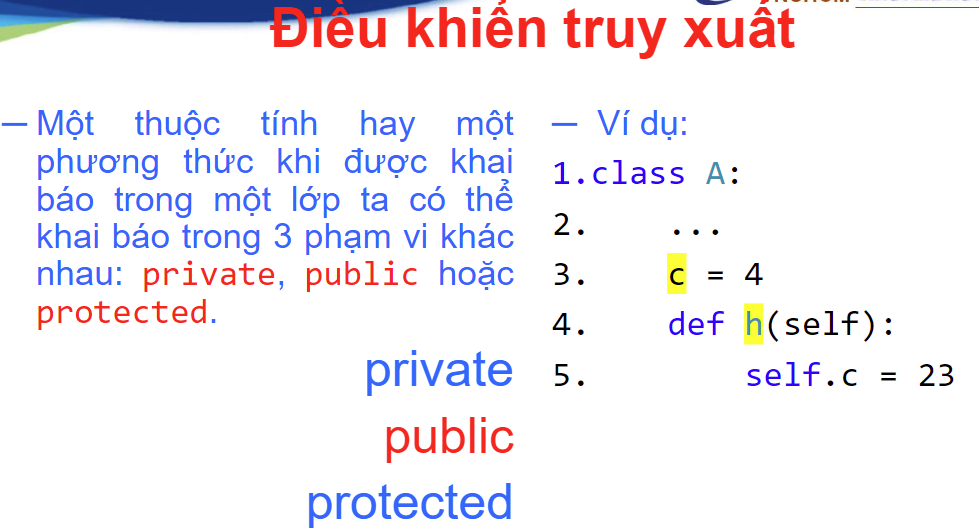 Điều khiển truy xuất
— Một thuộc tính hay một
phương thức khi được khai
báo trong một lớp ta có thể
khai báo trong 3 phạm vi khác
nhau: private, public hoặc
protected.
private
public
protected
— Ví dụ:
1.class A:
2. ...
3. c = 4
4. def h(self):
5. self.c = 23